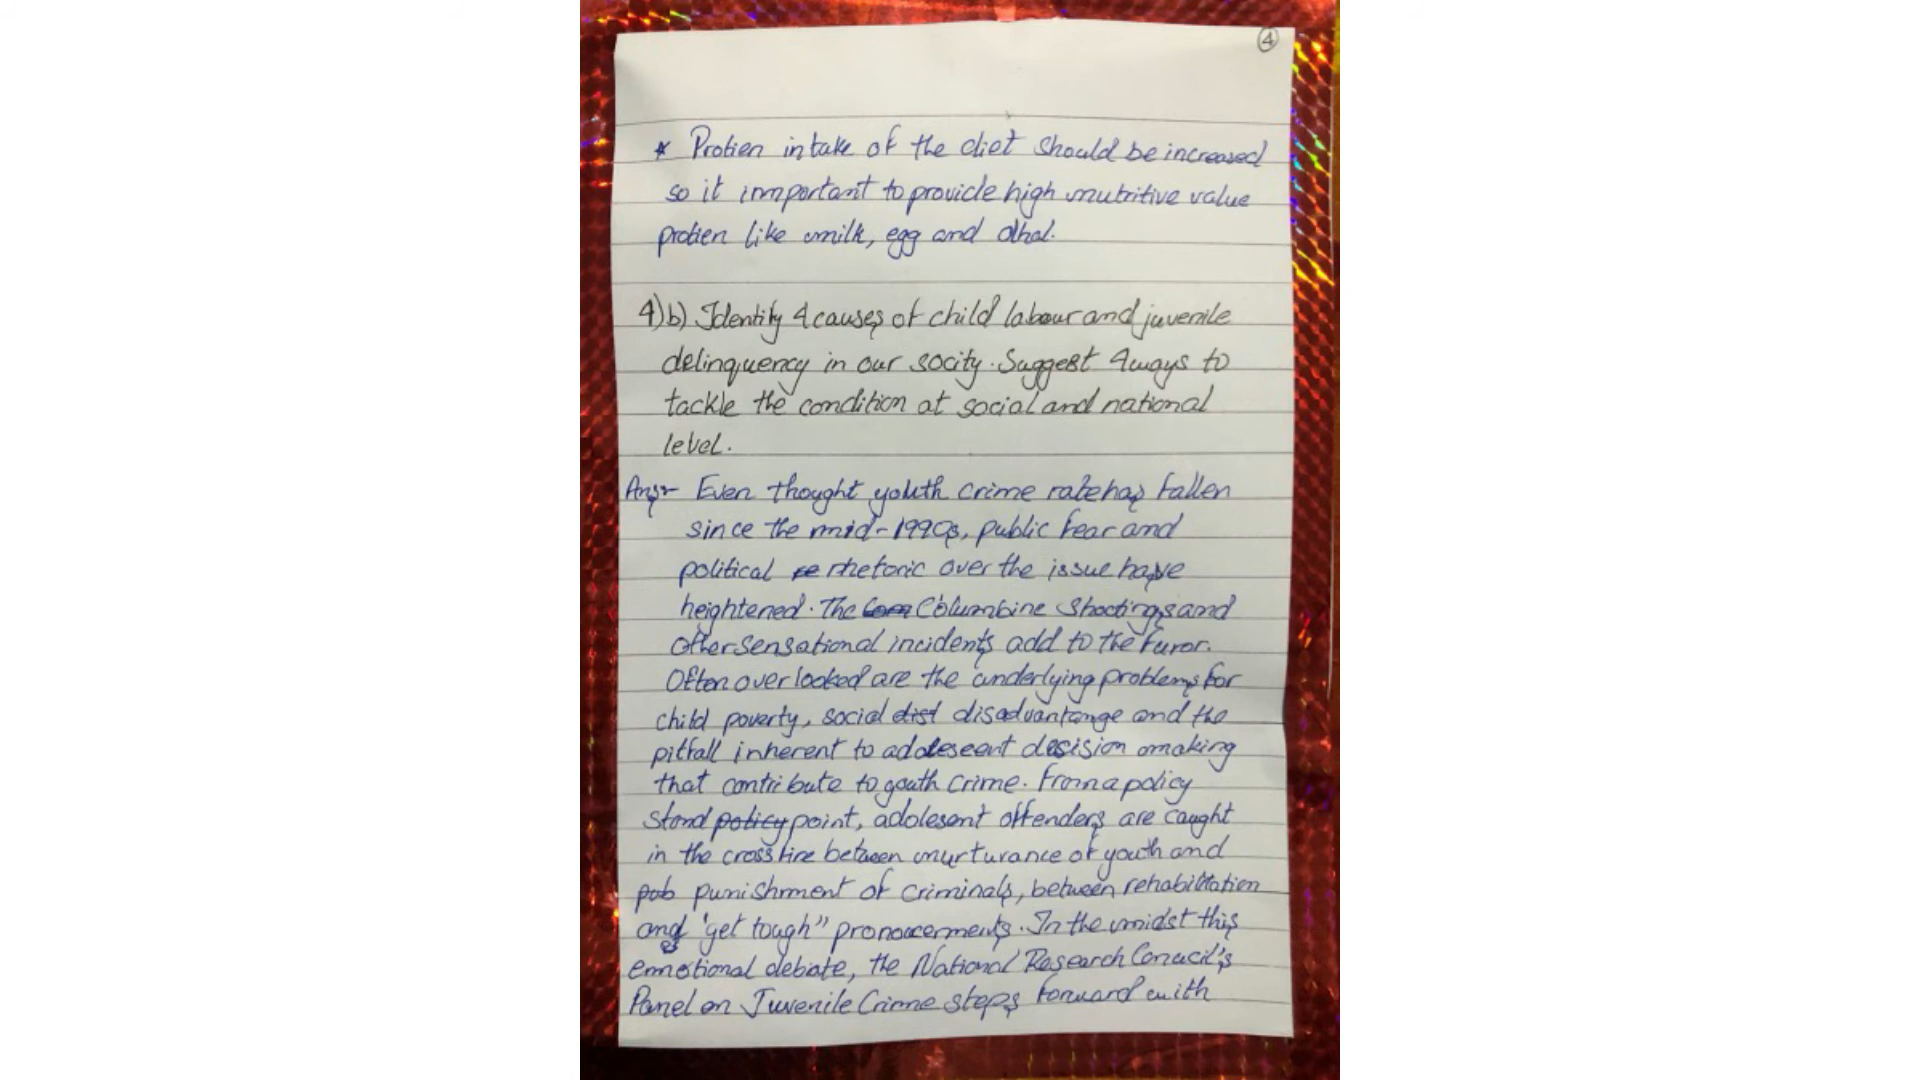 4
* Protien intake of the diet should be increased
so it important to provide high nutritive value
protien like milk, egg and dhal.
4)b) Identify 4 causes of child labour and juvenile
delinquency in our socity. Suggest 4 ways to
tackle the condition at social and national
level.
Ans:- Even thought youth crime rate has fallen
since the mid-1990s, public fear and
political rhetoric over the issue have
heightened. The Columbine shootings and
other sensational incidents add to the furor.
Often over looked are the underlying problems for
child poverty, social disadvantange and the
pitfall inherent to adolescent decision making
that contribute to youth crime. From a policy
stand point, adolesent offenders are caught
in the crossfire between nurturance of youth and
punishment of criminals, between rehabilitation
and 'get tough" pronoucements. In the midst this
emotional debate, the National Research Concucil's
Panel on Juvenile Crime steps forward with